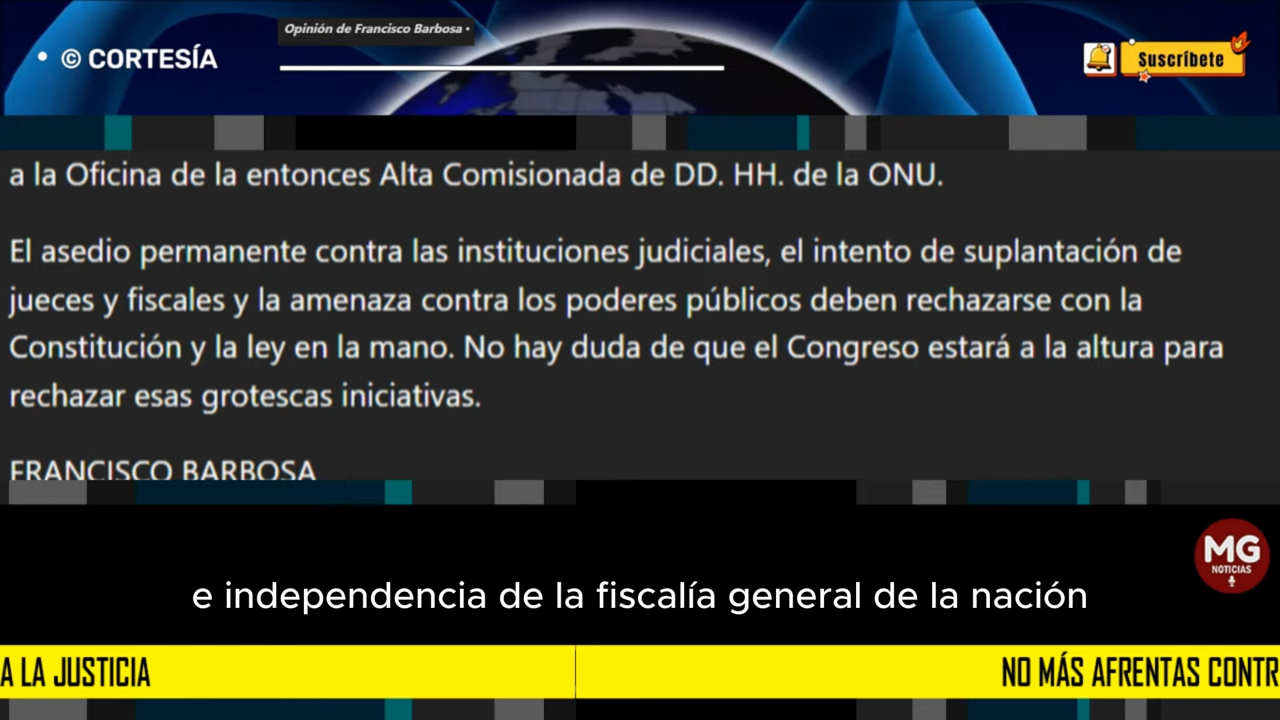 Opinión de Francisco Barbosa •
• © CORTESÍA
Suscríbete
a la Oficina de la entonces Alta Comisionada de DD. HH. de la ONU.
El asedio permanente contra las instituciones judiciales, el intento de suplantación de
jueces y fiscales y la amenaza contra los poderes públicos deben rechazarse con la
Constitución y la ley en la mano. No hay duda de que el Congreso estará a la altura para
rechazar esas grotescas iniciativas.
FRANCISCO BARBOSA
MG
NOTICIAS
e independencia de la fiscalía general de la nación
A LA JUSTICIA
NO MÁS AFRENTAS CONTR